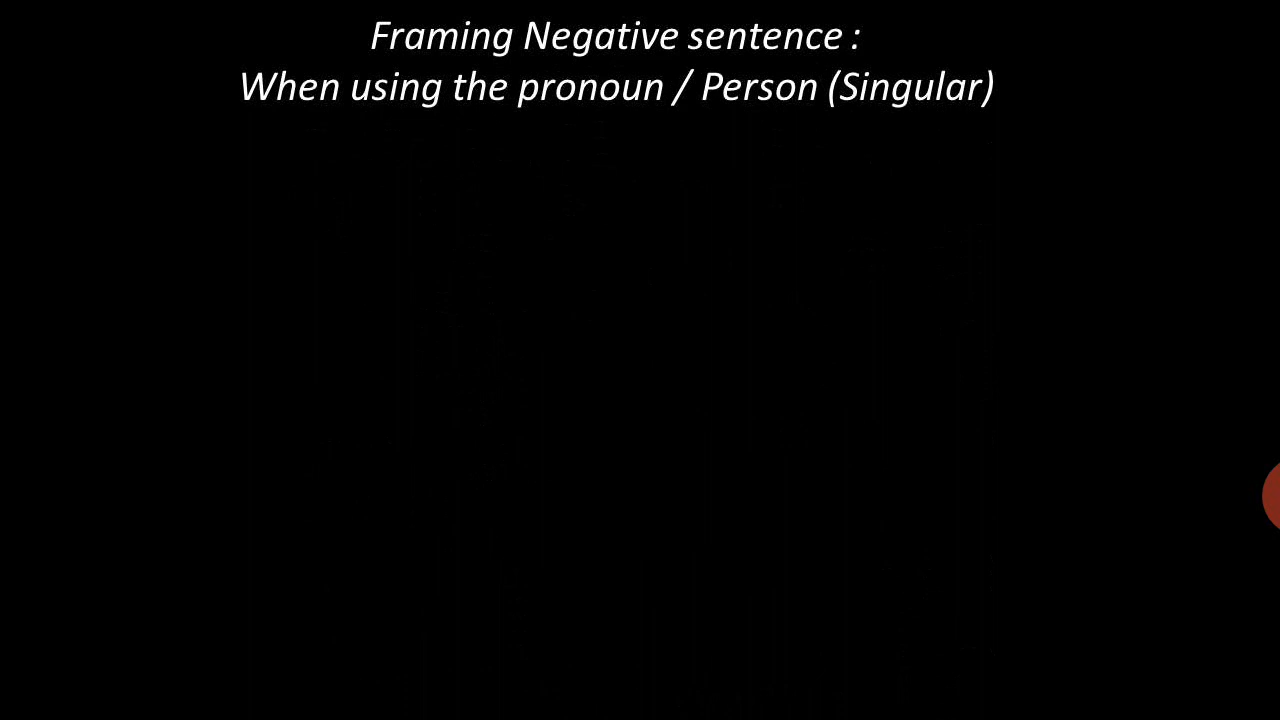 Framing Negative sentence :
When using the pronoun / Person (Singular)